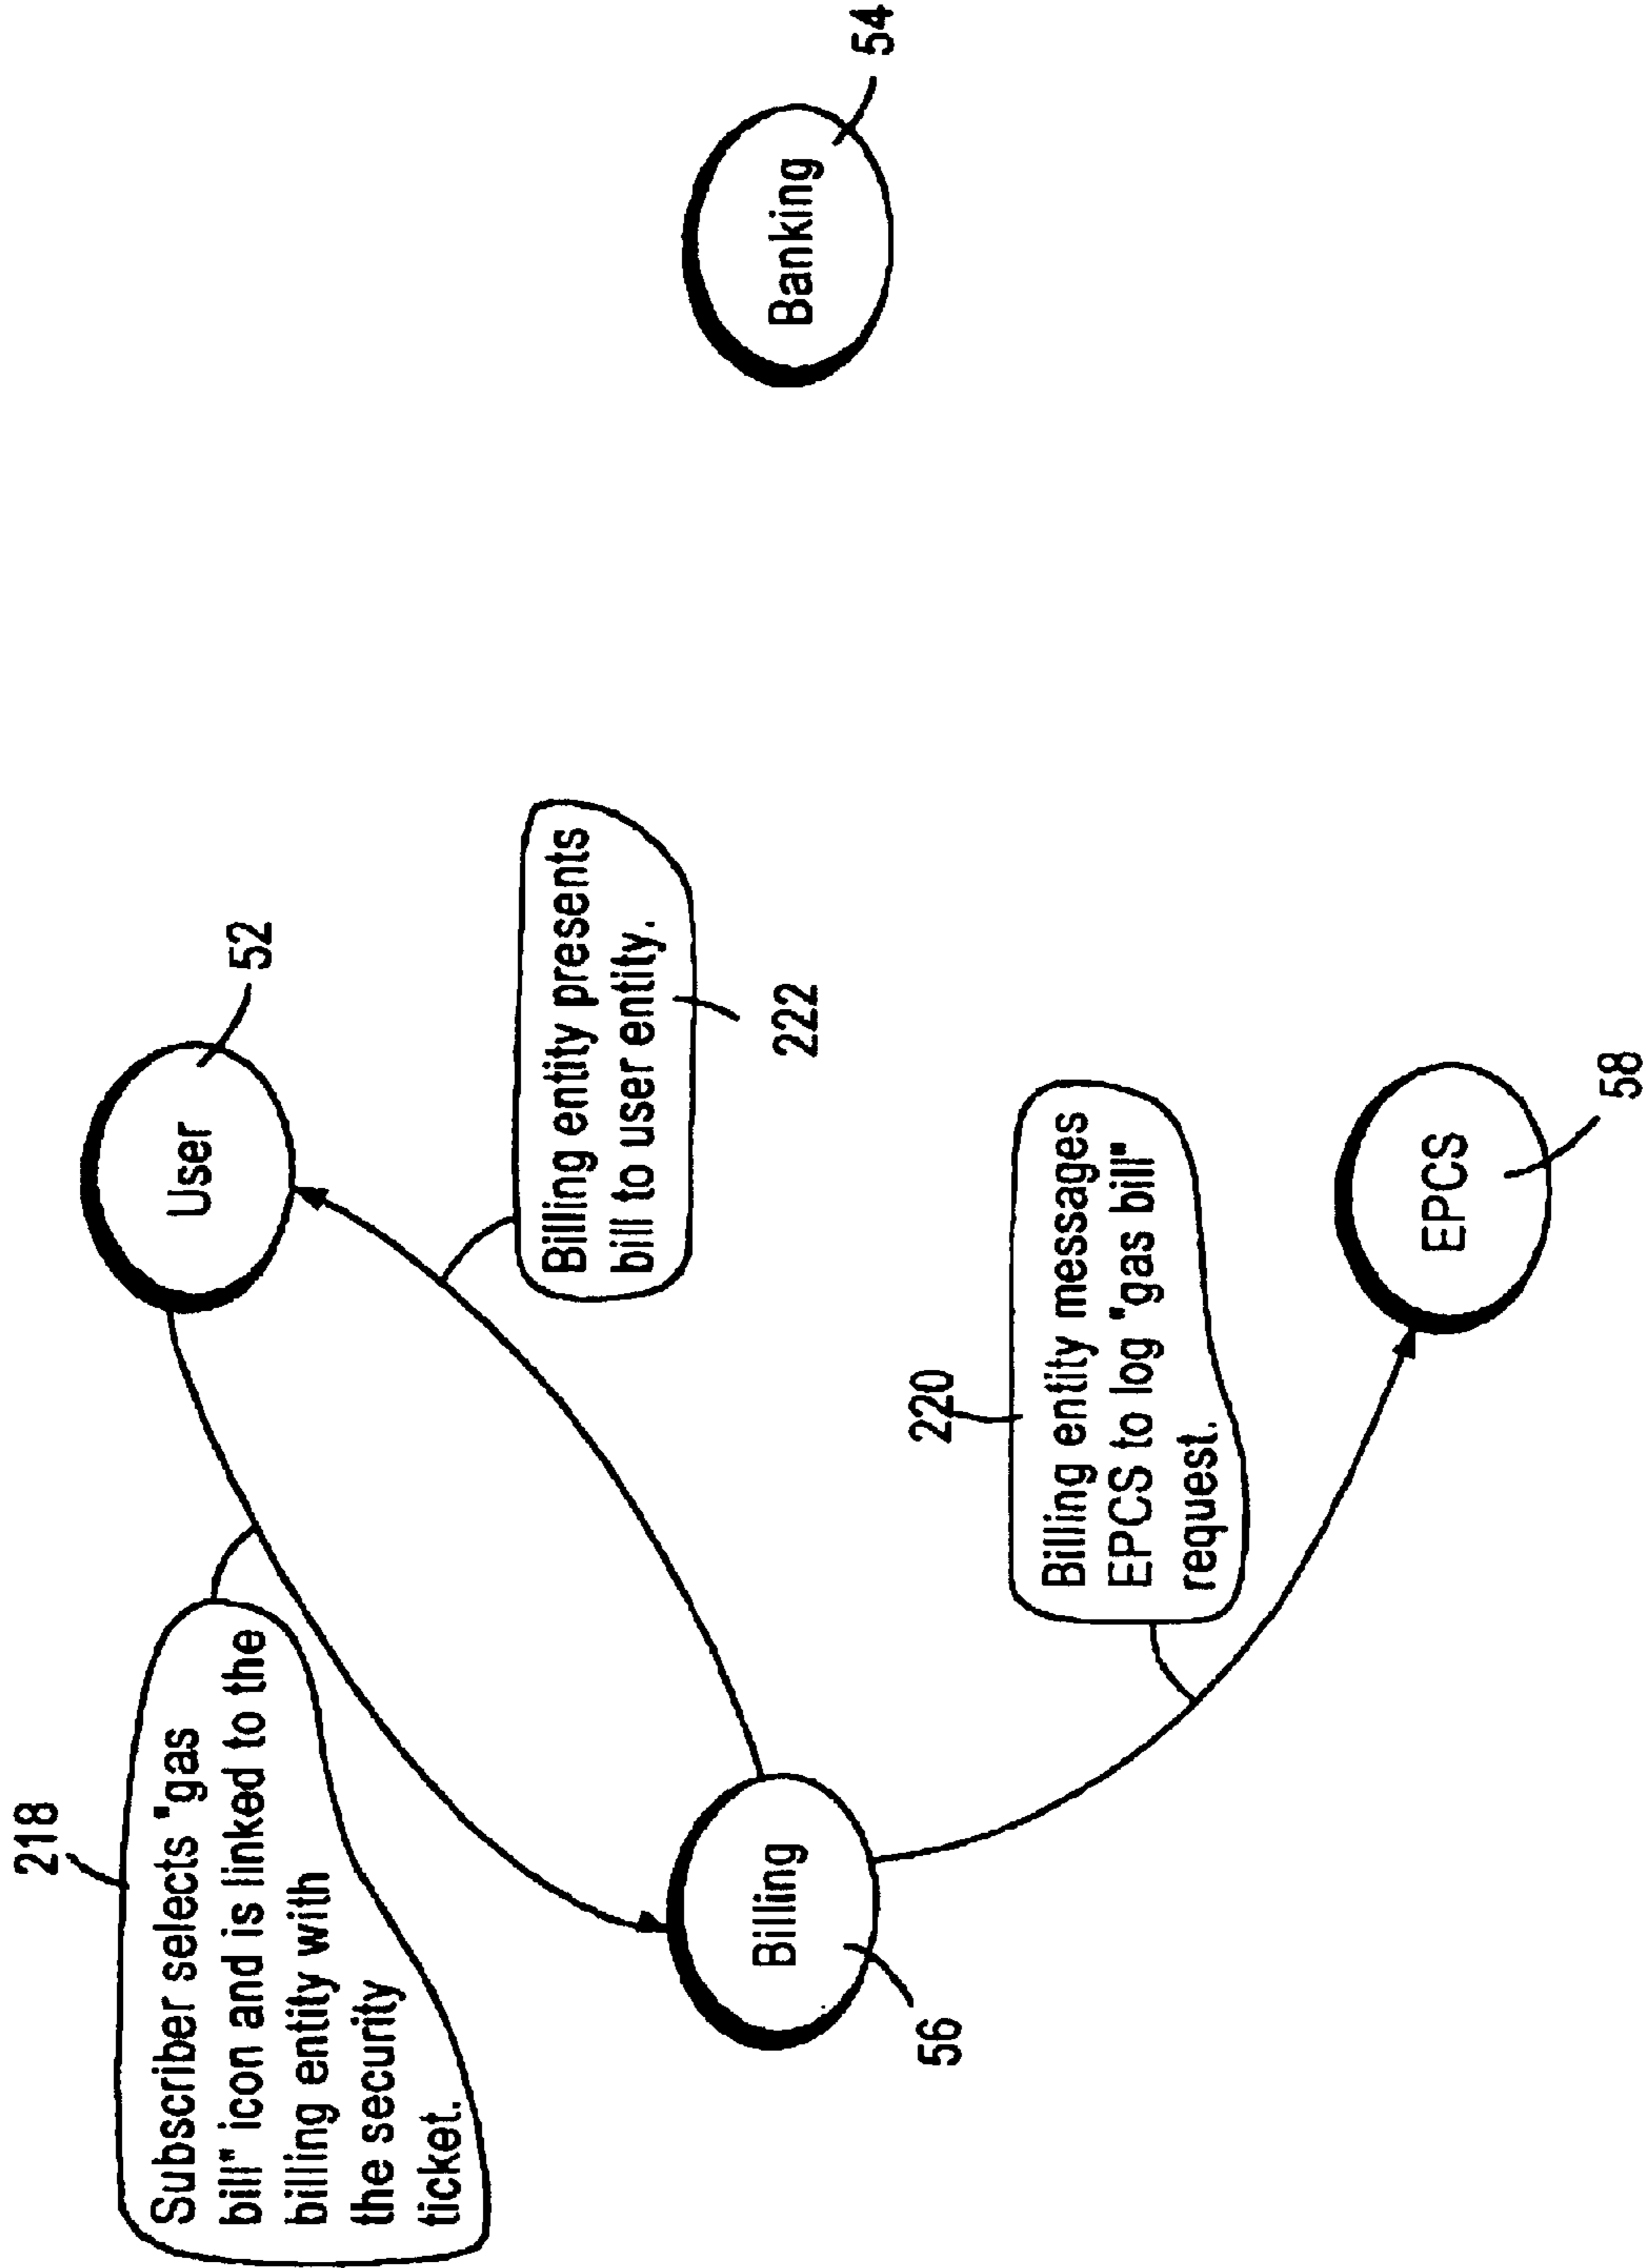 218
Subscriber selects "gas
bill" icon and is linked to the
billing entity with
the security
ticket.
User
52
Billing entity presents
bill to user entity.
222
Billing
56
Banking
54
220
Billing entity messages
EPCS to log "gas bill"
request.
EPCS
58